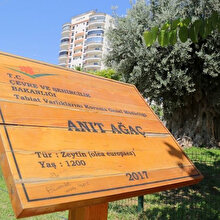 T.C.
ÇEVRE VE ŞEHİRCİLİK
BAKANLIĞI
Tabiat Varlıklarını Koruma Genel Müdürlüğü
ANIT AĞAÇ
Tür : Zeytin (olea europaea)
Yaş : 1200
2017